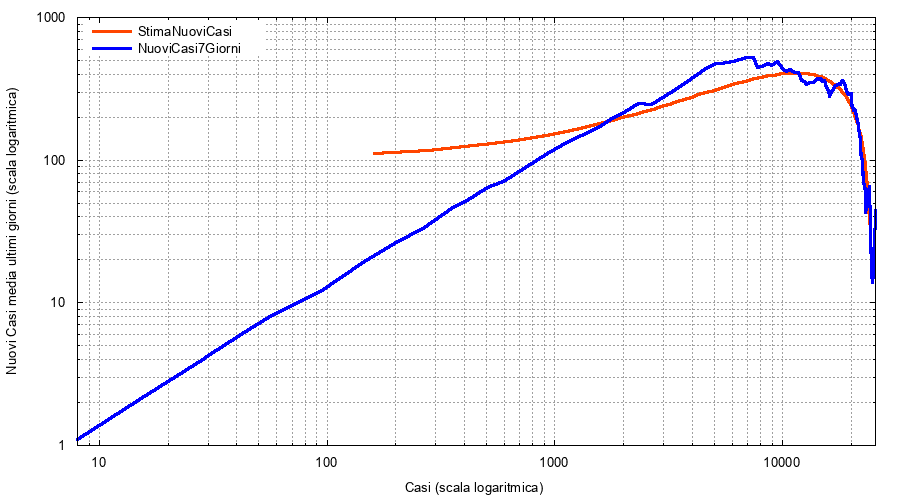 StimaNuoviCasi
NuoviCasi7Giorni
Nuovi Casi media ultimi giorni (scala logaritmica)
1000
100
10
1
10
100
1000
10000
Casi (scala logaritmica)